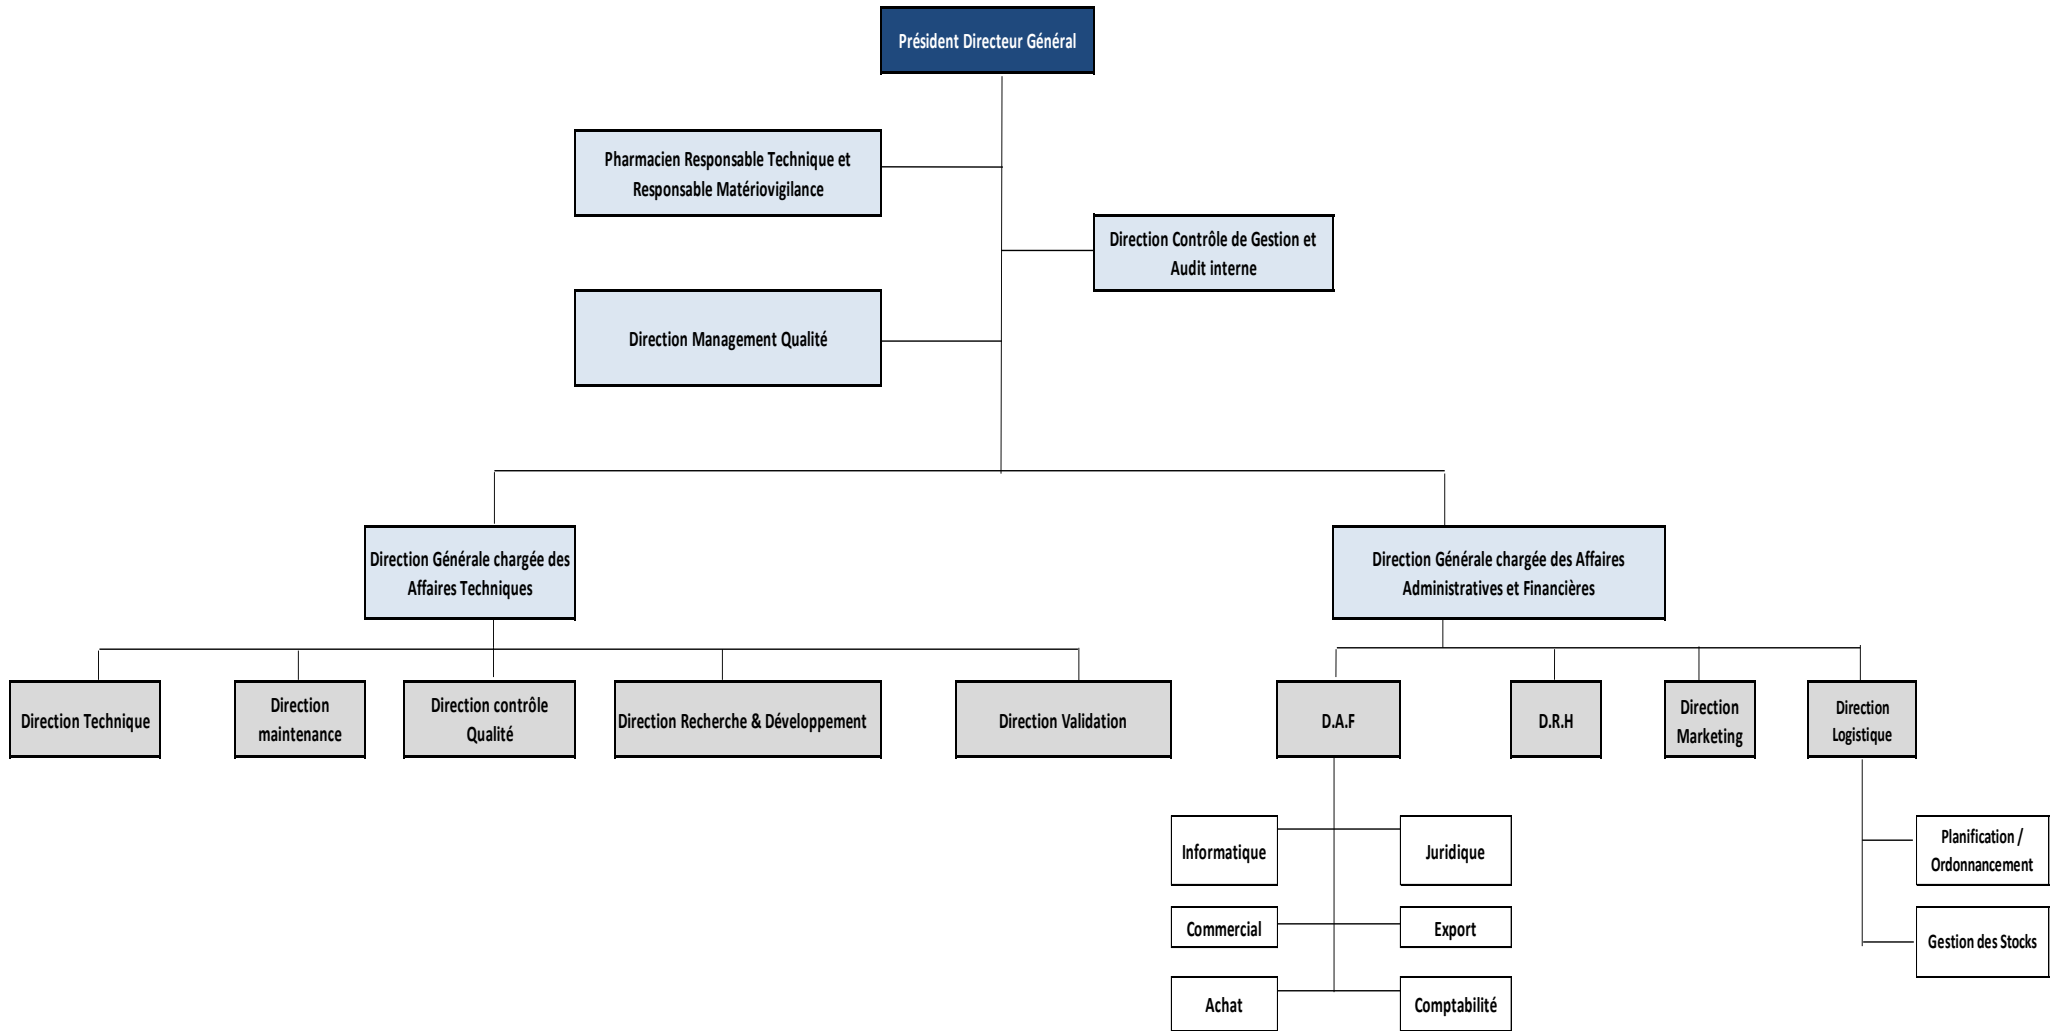 Président Directeur Général
Pharmacien Responsable Technique et
Responsable Matériovigilance
Direction Contrôle de Gestion et
Audit interne
Direction Management Qualité
Direction Générale chargée des
Affaires Techniques
Direction Générale chargée des Affaires
Administratives et Financières
Direction Technique
Direction
maintenance
Direction contrôle
Qualité
Direction Recherche & Développement
Direction Validation
D.A.F
D.R.H
Direction
Marketing
Direction
Logistique
Informatique
Juridique
Planification /
Ordonnancement
Commercial
Export
Gestion des Stocks
Achat
Comptabilité